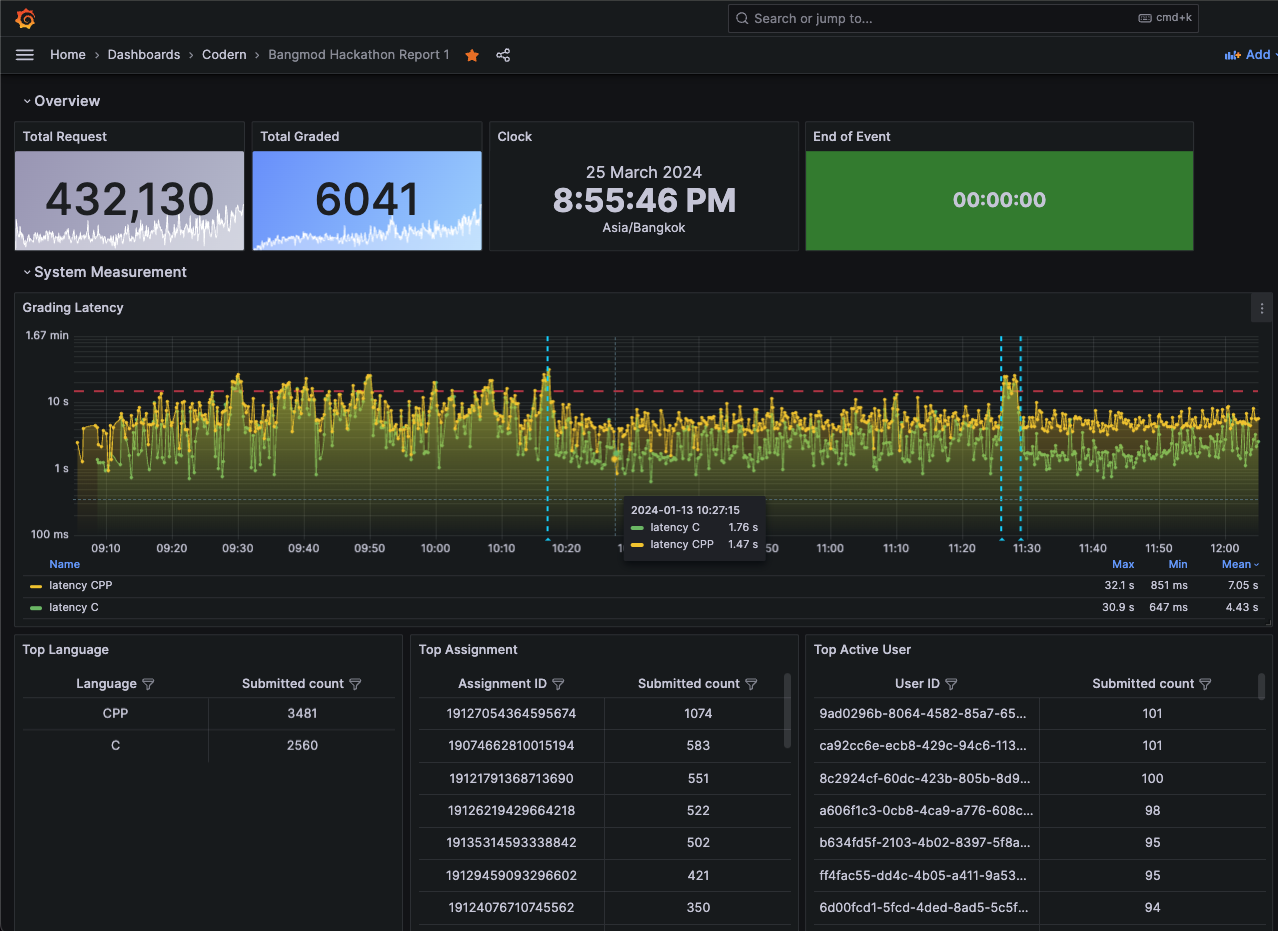 Search or jump to...
cmd+k
Home › Dashboards › Codern › Bangmod Hackathon Report 1
Add
Overview
Total Request
432,130
Total Graded
6041
Clock
25 March 2024
8:55:46 PM
Asia/Bangkok
End of Event
00:00:00
System Measurement
Grading Latency
1.67 min
10 s
1 s
100 ms
09:10 09:20 09:30 09:40 09:50 10:00 10:10 10:20 50 11:00 11:10 11:20 11:30 11:40 11:50 12:00
2024-01-13 10:27:15
latency C 1.76 s
latency CPP 1.47 s
Name Max Min Mean
latency CPP 32.1 s 851 ms 7.05 s
latency C 30.9 s 647 ms 4.43 s
Top Language
Language Submitted count
CPP 3481
C 2560
Top Assignment
Assignment ID Submitted count
19127054364595674 1074
19074662810015194 583
19121791368713690 551
19126219429664218 522
19135314593338842 502
19129459093296602 421
19124076710745562 350
Top Active User
User ID Submitted count
9ad0296b-8064-4582-85a7-65... 101
ca92cc6e-ecb8-429c-94c6-113... 101
8c2924cf-60dc-423b-805b-8d9... 100
a606f1c3-0cb8-4ca9-a776-608c... 98
b634fd5f-2103-4b02-8397-5f8a... 95
ff4fac55-dd4c-4b05-a411-9a53... 95
6d00fcd1-5fcd-4ded-8ad5-5c5f... 94